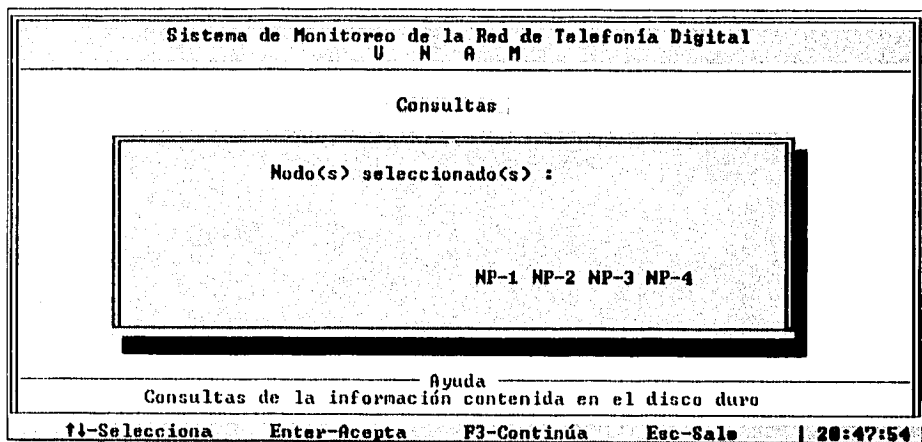 Sistema de Monitoreo de la Red de Telefonía Digital
U N A M
Consultas
Nodo(s) seleccionado(s) :
NP-1 NP-2 NP-3 NP-4
Ayuda
Consultas de la información contenida en el disco duro
↑↓-Selecciona Enter-Acepta F3-Continúa Esc-Sale | 20:47:54